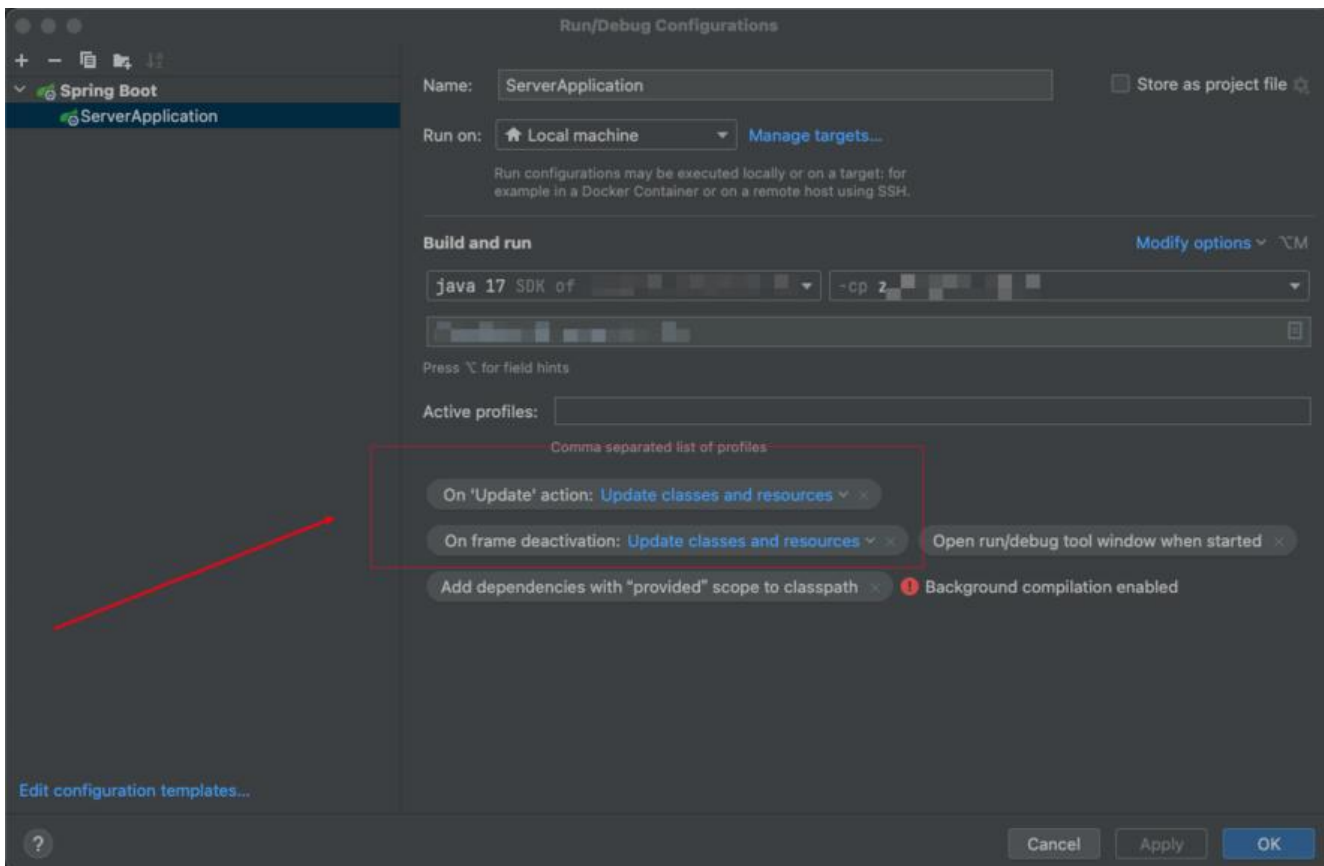 Run/Debug Configurations
Spring Boot
ServerApplication
Name: ServerApplication
Store as project file
Run on: Local machine Manage targets...
Run configurations may be executed locally or on a target: for
example in a Docker Container or on a remote host using SSH.
Build and run Modify options ⌥M
java 17 SDK of -cp
Press ⌥ for field hints
Active profiles:
Comma separated list of profiles
On 'Update' action: Update classes and resources
On frame deactivation: Update classes and resources Open run/debug tool window when started
Add dependencies with “provided” scope to classpath Background compilation enabled
Edit configuration templates...
? Cancel Apply OK